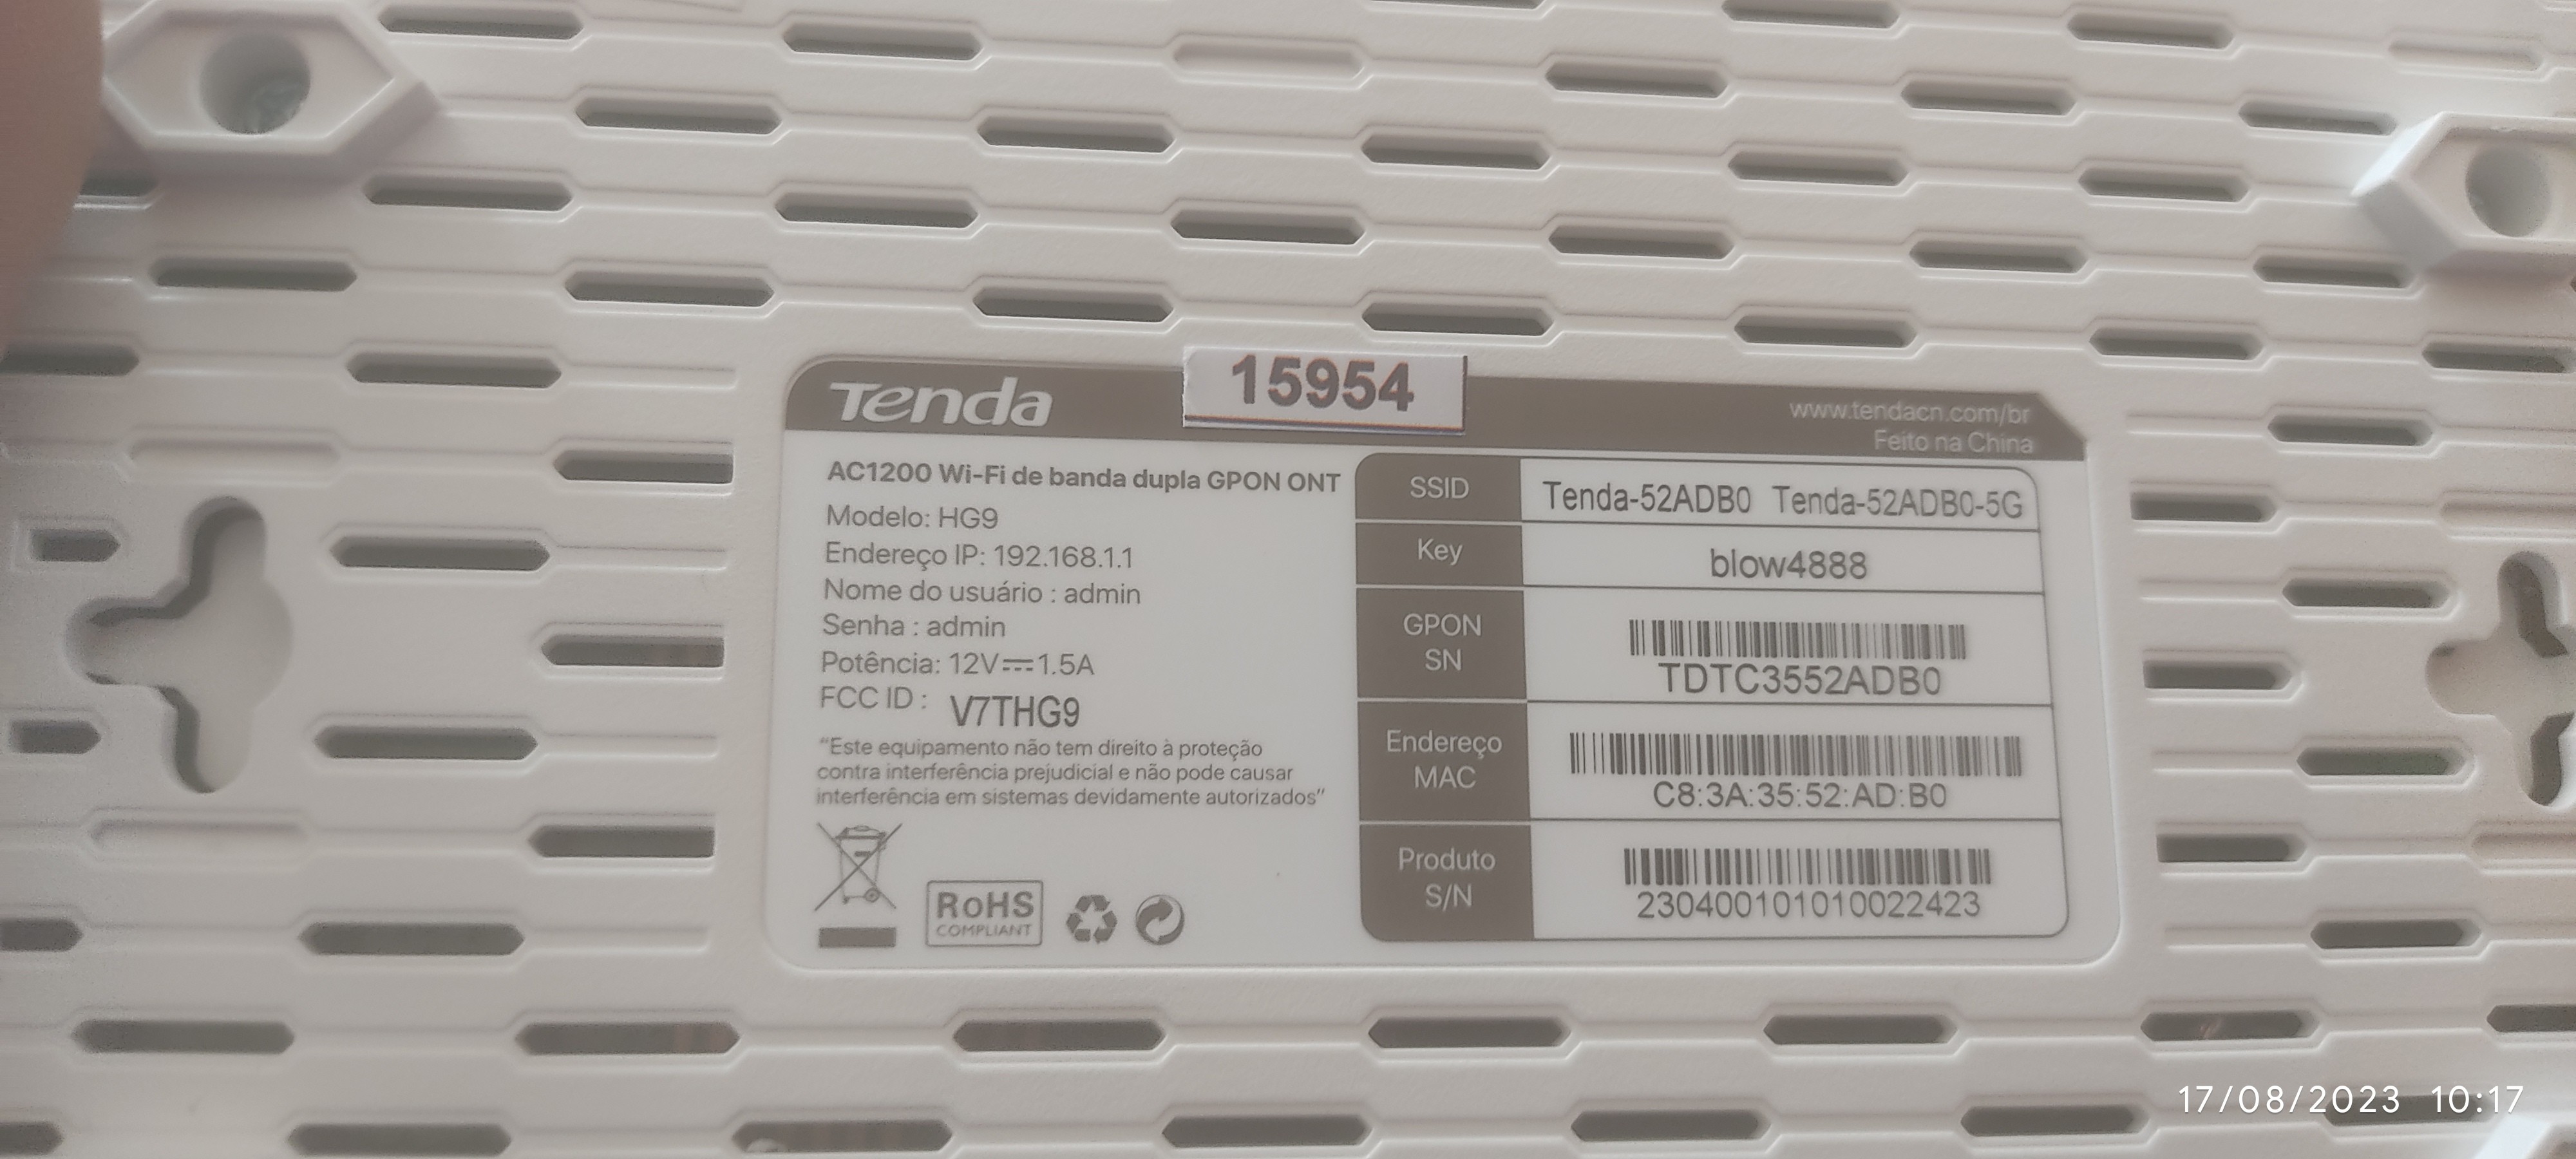 Tenda
15954
www.tendacn.com/br
Feito na China
AC1200 Wi-Fi de banda dupla GPON ONT
Modelo: HG9
Endereço IP: 192.168.1.1
Nome do usuário : admin
Senha : admin
Potência: 12V⎓1.5A
FCC ID : V7THG9
“Este equipamento não tem direito à proteção
contra interferência prejudicial e não pode causar
interferência em sistemas devidamente autorizados”
RoHS
COMPLIANT
SSID Tenda-52ADB0 Tenda-52ADB0-5G
Key blow4888
GPON
SN
TDTC3552ADB0
Endereço
MAC
C8:3A:35:52:AD:B0
Produto
S/N
230400101010022423
17/08/2023 10:17